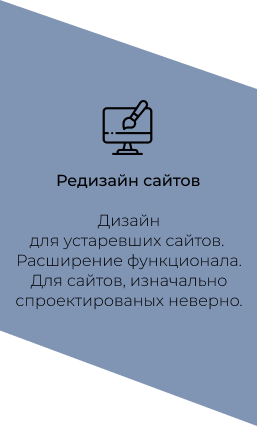 Редизайн сайтов
Дизайн
для устаревших сайтов.
Расширение функционала.
Для сайтов, изначально
спроектированых неверно.